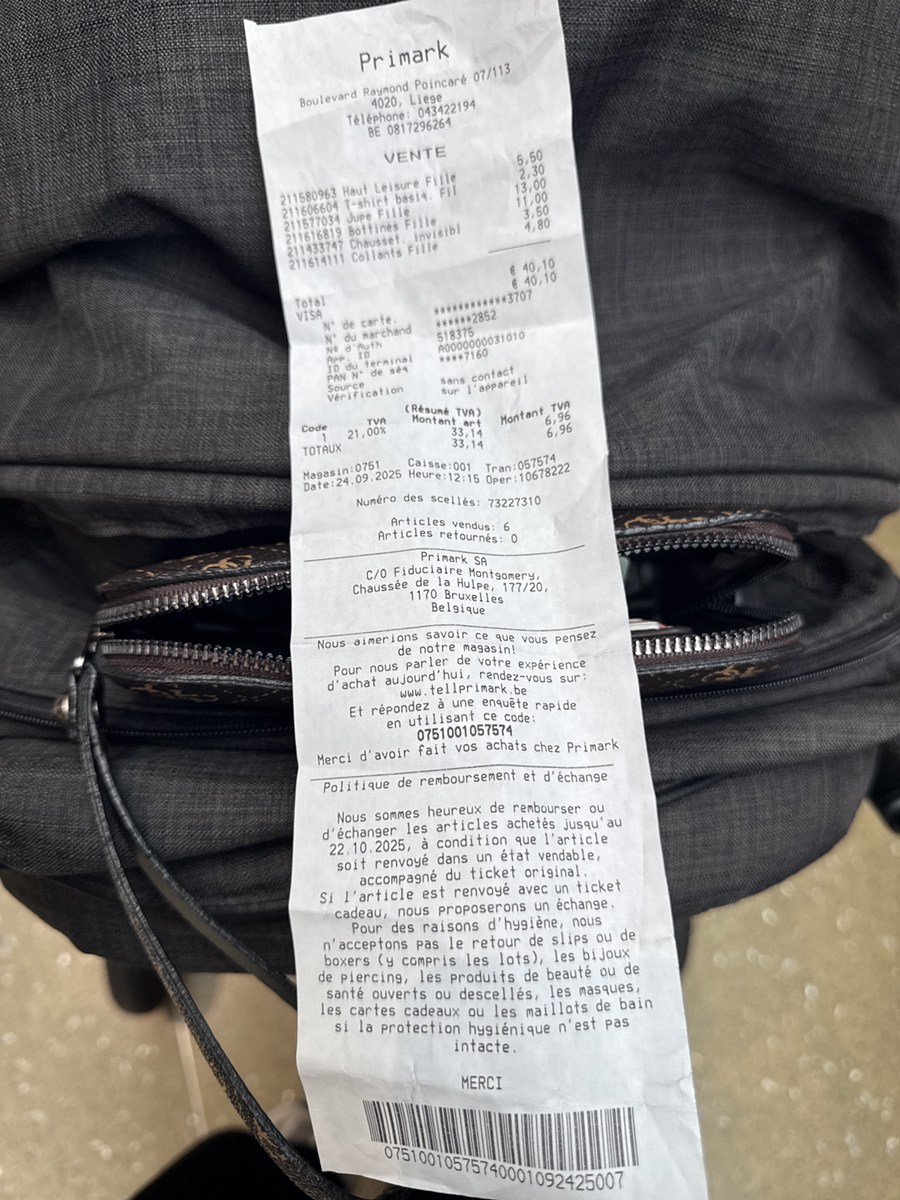 Primark
Boulevard Raymond Poincaré 07/113
4020, Liege
Téléphone: 043422194
BE 0817296264
VENTE
211580963 Haut Leisure Fille 5,50
211606604 T-shirt basiq. Fil 2,30
211577034 Jupe Fille 13,00
211616819 Bottines Fille 11,00
211433747 Chausset. invisibl 3,50
211614111 Collants Fille 4,80
Total € 40,10
VISA € 40,10
N° de carte. ************3707
N° du marchand ******2852
N° d'Auth 518375
App. ID A0000000031010
ID du terminal ****7160
PAN N° de séq
Source sans contact
Vérification sur l'appareil
(Résumé TVA)
Code TVA Montant art Montant TVA
1 21,00% 33,14 6,96
TOTAUX 33,14 6,96
Magasin:0751 Caisse:001 Tran:057574
Date:24.09.2025 Heure:12:15 Oper:10678222
Numéro des scellés: 73227310
Articles vendus: 6
Articles retournés: 0
Primark SA
C/O Fiduciaire Montgomery,
Chaussée de la Hulpe, 177/20,
1170 Bruxelles
Belgique
Nous aimerions savoir ce que vous pensez
de notre magasin!
Pour nous parler de votre expérience
d'achat aujourd'hui, rendez-vous sur:
www.tellprimark.be
Et répondez à une enquête rapide
en utilisant ce code:
0751001057574
Merci d'avoir fait vos achats chez Primark
Politique de remboursement et d'échange
Nous sommes heureux de rembourser ou
d'échanger les articles achetés jusqu'au
22.10.2025, à condition que l'article
soit renvoyé dans un état vendable,
accompagné du ticket original.
Si l'article est renvoyé avec un ticket
cadeau, nous proposerons un échange.
Pour des raisons d'hygiène, nous
n'acceptons pas le retour de slips ou de
boxers (y compris les lots), les bijoux
de piercing, les produits de beauté ou de
santé ouverts ou descellés, les masques,
les cartes cadeaux ou les maillots de bain
si la protection hygiénique n'est pas
intacte.
MERCI
07510010575740001092425007